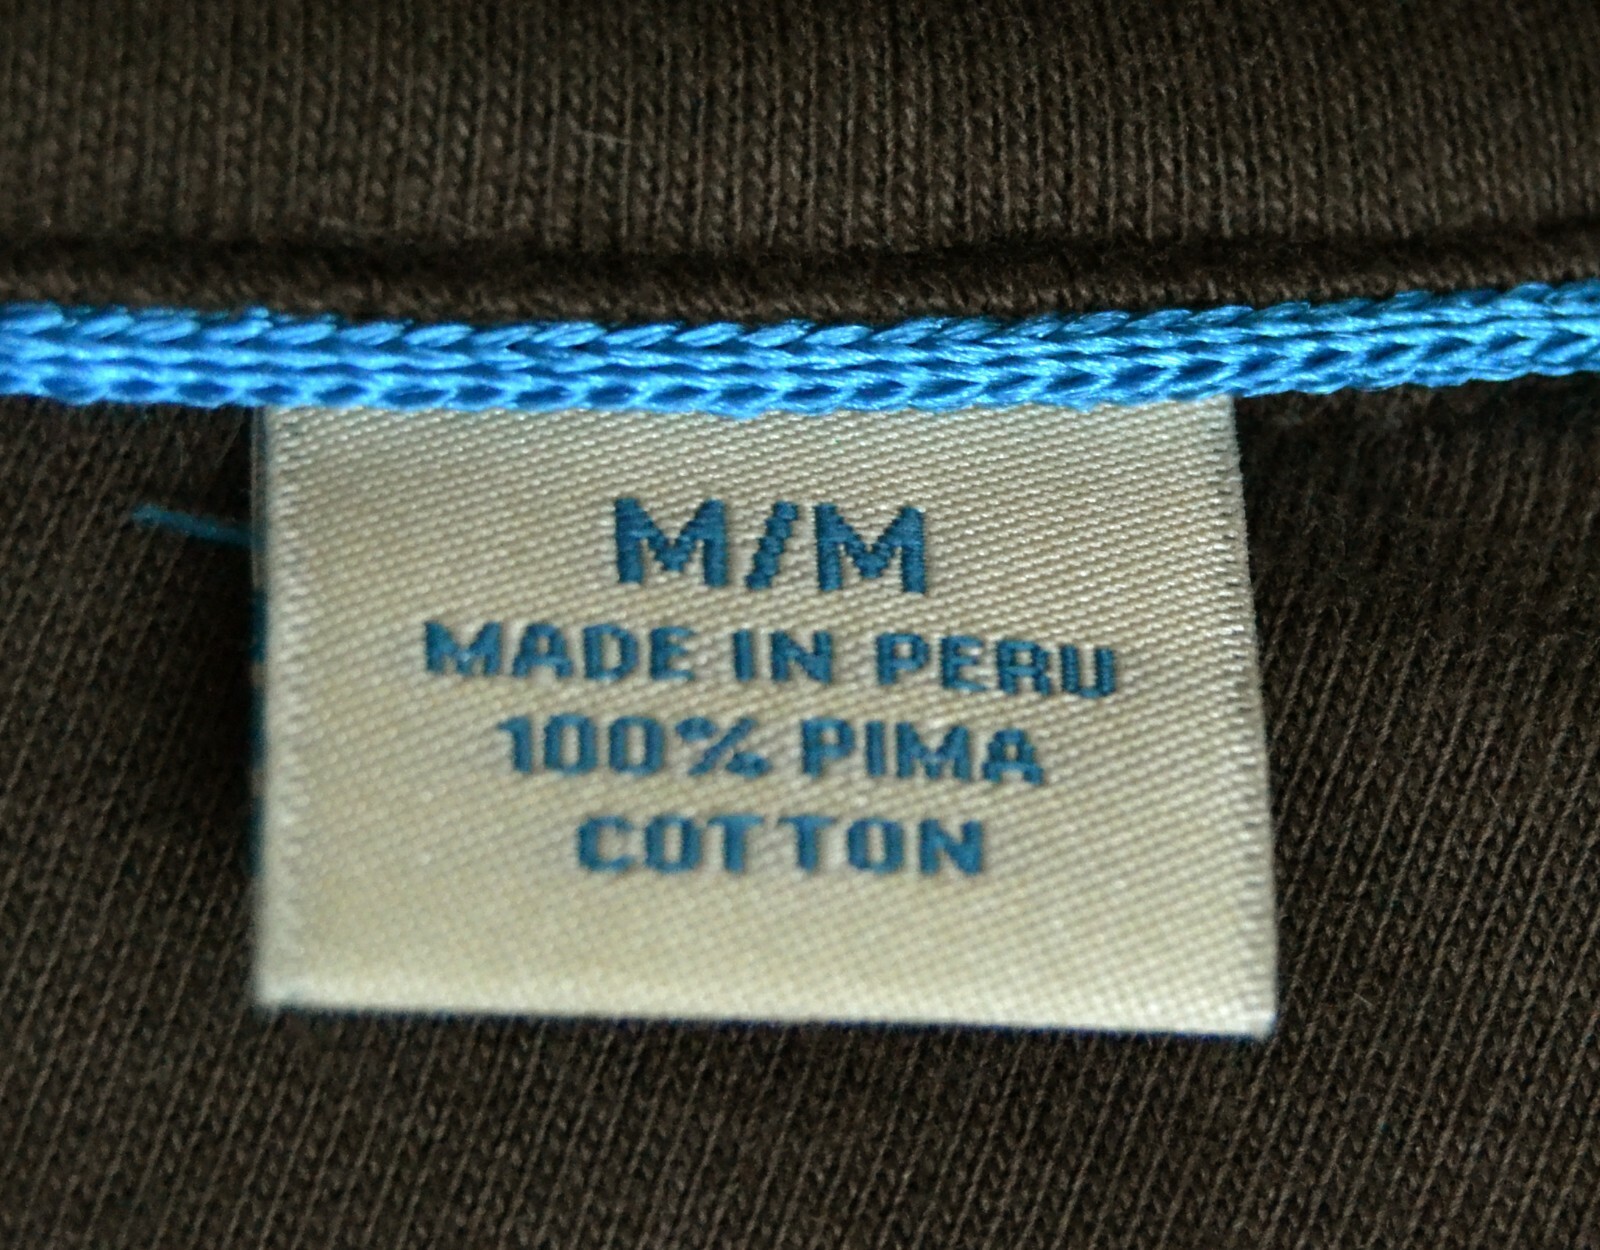 M/M
MADE IN PERU
100% PIMA
COTTON